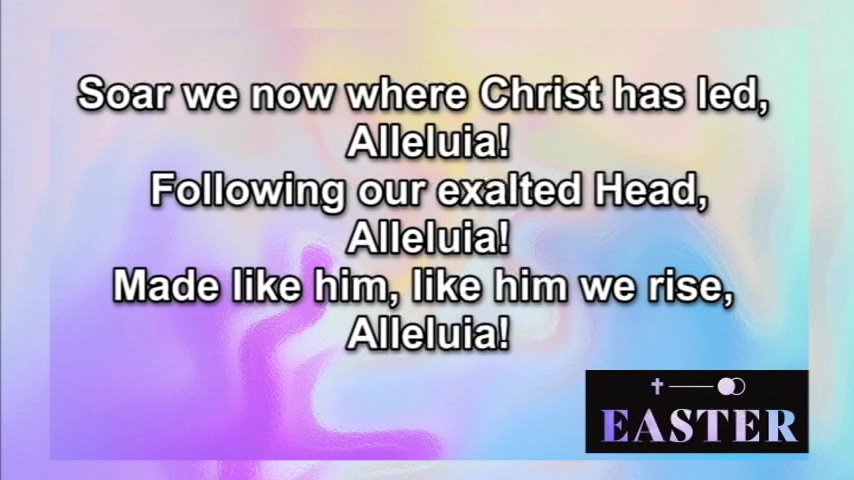 Soar we now where Christ has led,
Alleluia!
Following our exalted Head,
Alleluia!
Made like him, like him we rise,
Alleluia!
EASTER